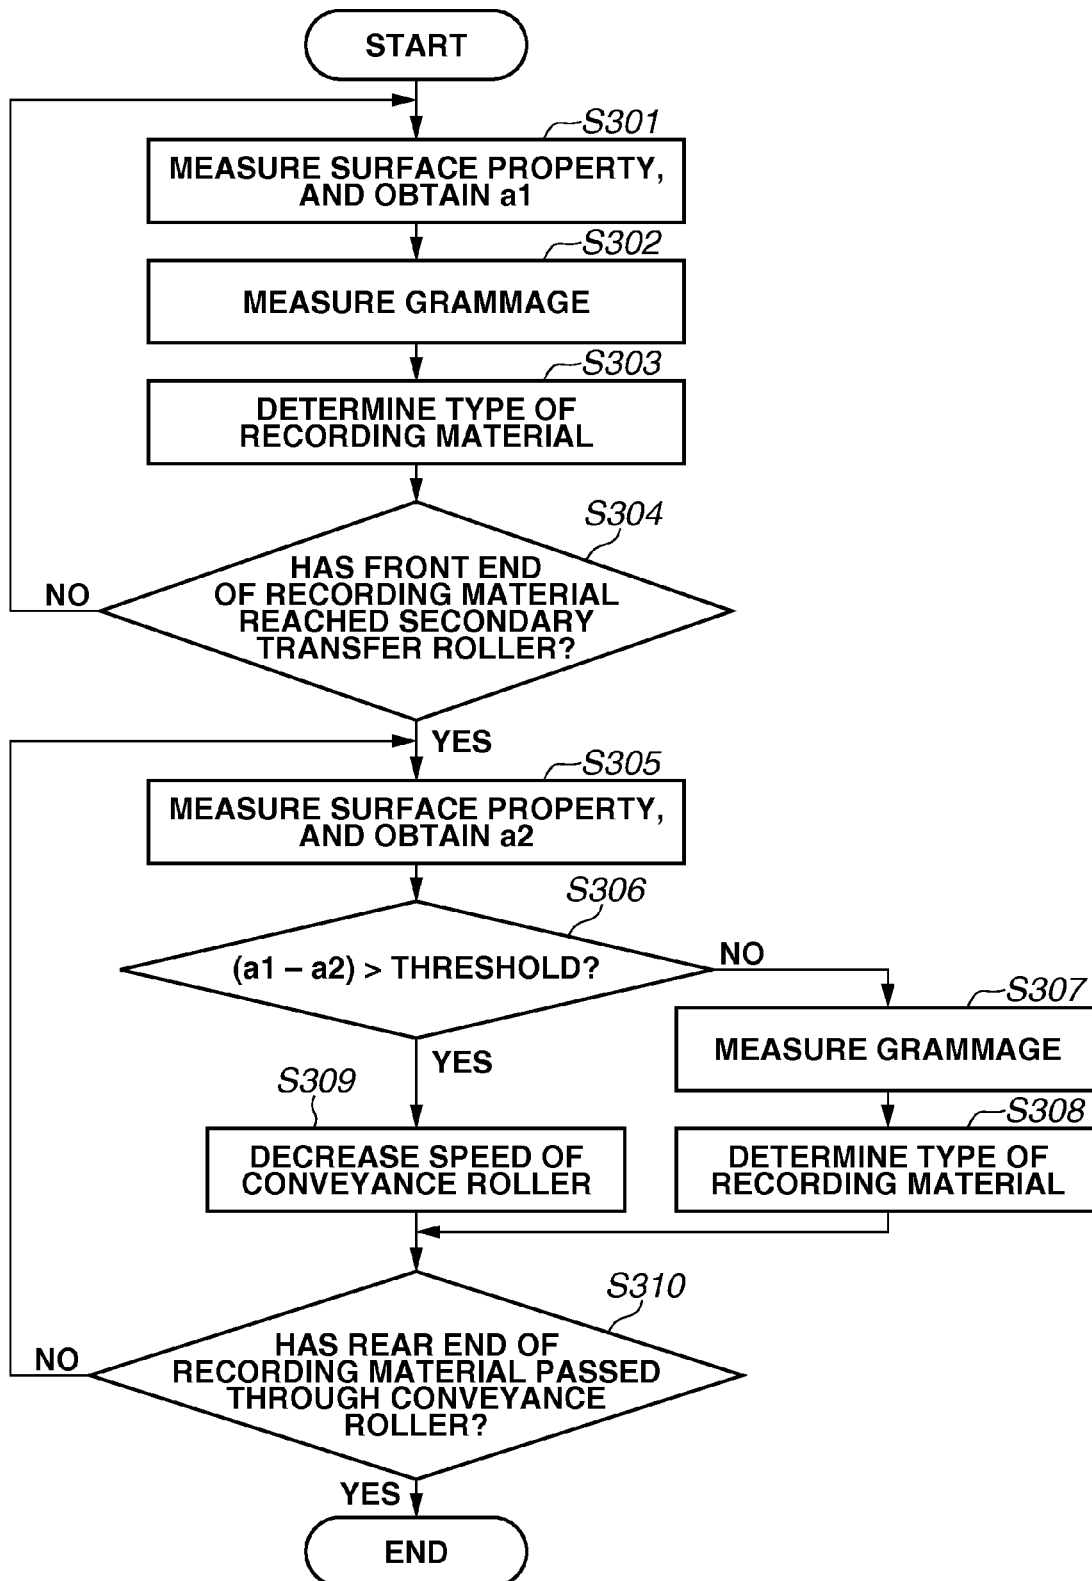 START
S301
MEASURE SURFACE PROPERTY,
AND OBTAIN a1
S302
MEASURE GRAMMAGE
S303
DETERMINE TYPE OF
RECORDING MATERIAL
S304
HAS FRONT END
OF RECORDING MATERIAL
REACHED SECONDARY
TRANSFER ROLLER?
NO
YES
S305
MEASURE SURFACE PROPERTY,
AND OBTAIN a2
S306
(a1 – a2) > THRESHOLD?
NO
S307
MEASURE GRAMMAGE
YES
S309
DECREASE SPEED OF
CONVEYANCE ROLLER
S308
DETERMINE TYPE OF
RECORDING MATERIAL
S310
HAS REAR END OF
RECORDING MATERIAL PASSED
THROUGH CONVEYANCE
ROLLER?
NO
YES
END